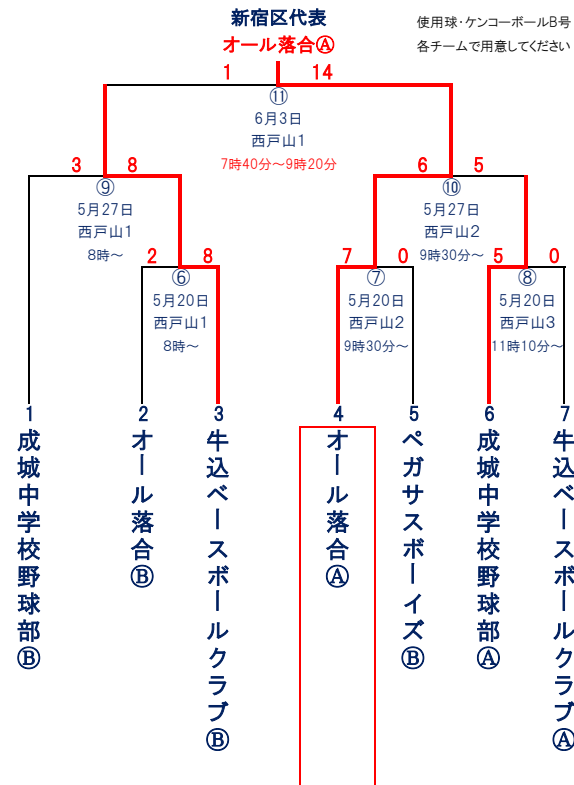 新宿区代表
オール落合Ⓐ
使用球・ケンコーボールB号
各チームで用意してください
1 14
⑪
6月3日
西戸山1
7時40分～9時20分
3 8
⑨
5月27日
西戸山1
8時～
6 5
⑩
5月27日
西戸山2
9時30分～
2 8
⑥
5月20日
西戸山1
8時～
7 0
⑦
5月20日
西戸山2
9時30分～
5 0
⑧
5月20日
西戸山3
11時10分～
1
成城中学校野球部Ⓑ
2
オール落合Ⓑ
3
牛込ベースボールクラブⒷ
4
オール落合Ⓐ
5
ペガサスボーイズⒷ
6
成城中学校野球部Ⓐ
7
牛込ベースボールクラブⒶ